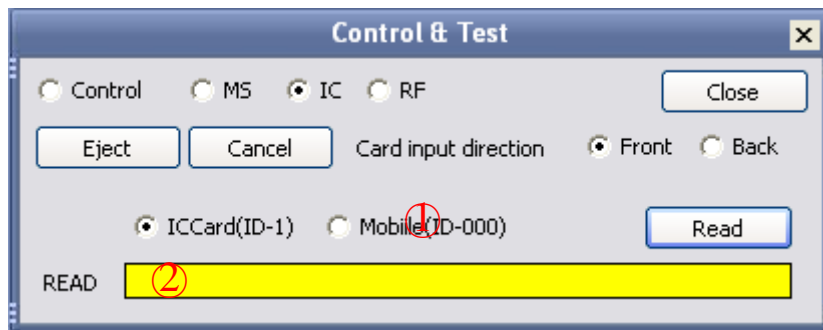 Control & Test
Control MS IC RF Close
Eject Cancel Card input direction Front Back
ICCard(ID-1) Mobiile(ID-000) ① Read
READ ②